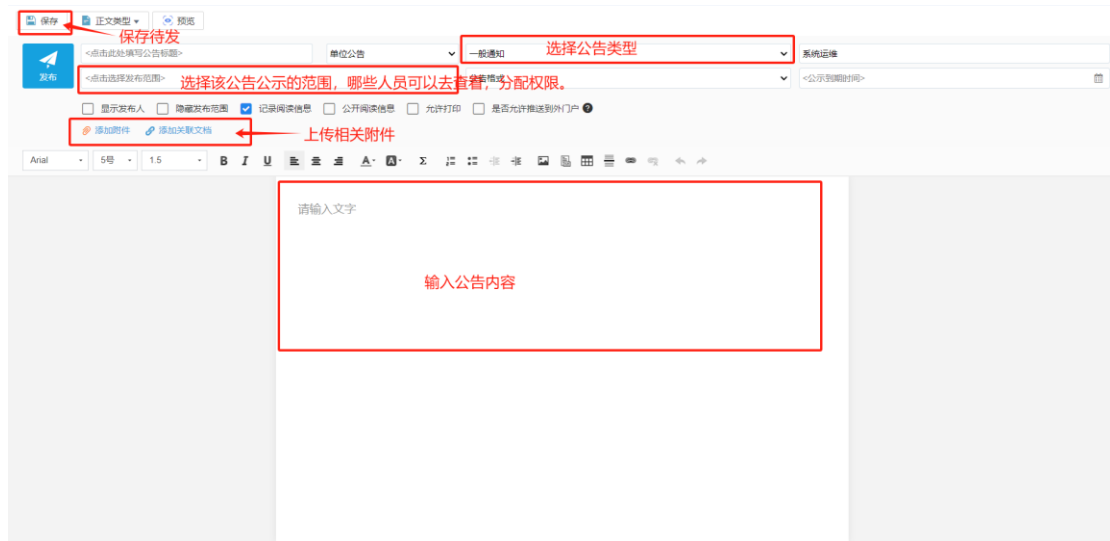 保存 正文类型 预览
保存待发
<点击此处填写公告标题> 单位公告 一般通知 选择公告类型 系统运维
发布 <点击选择发布范围> 选择该公告公示的范围，哪些人员可以去查看，分配权限。 <公示到期时间>
显示发布人 隐藏发布范围 记录阅读信息 公开阅读信息 允许打印 是否允许推送到外门户
添加附件 添加关联文档 上传相关附件
Arial 5号 1.5 B I U A A Σ
请输入文字
输入公告内容